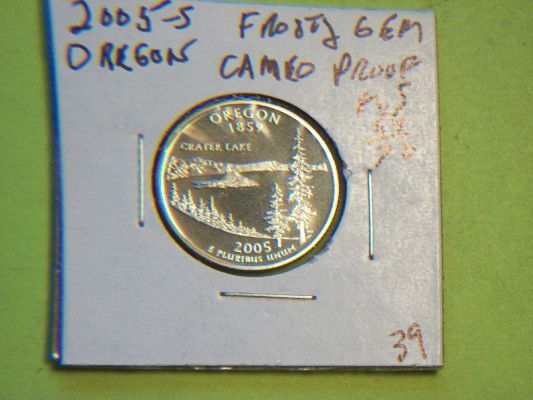 2005-S FROSTY GEM
OREGON CAMEO PROOF
OREGON
1859
CRATER LAKE
2005
E PLURIBUS UNUM
39